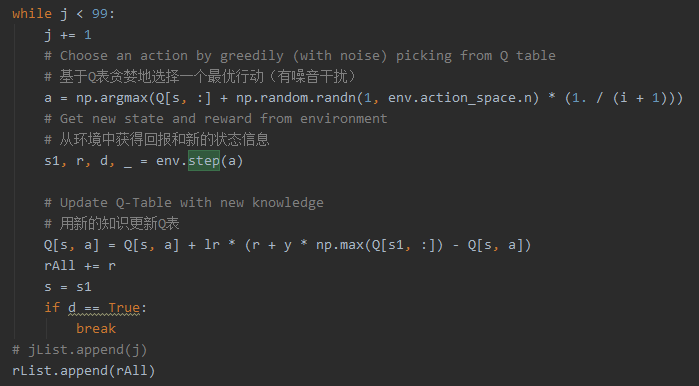 while j < 99:
    j += 1
    # Choose an action by greedily (with noise) picking from Q table
    # 基于Q表贪婪地选择一个最优行动（有噪音干扰）
    a = np.argmax(Q[s, :] + np.random.randn(1, env.action_space.n) * (1. / (i + 1)))
    # Get new state and reward from environment
    # 从环境中获得回报和新的状态信息
    s1, r, d, _ = env.step(a)

    # Update Q-Table with new knowledge
    # 用新的知识更新Q表
    Q[s, a] = Q[s, a] + lr * (r + y * np.max(Q[s1, :]) - Q[s, a])
    rAll += r
    s = s1
    if d == True:
        break
# jList.append(j)
rList.append(rAll)